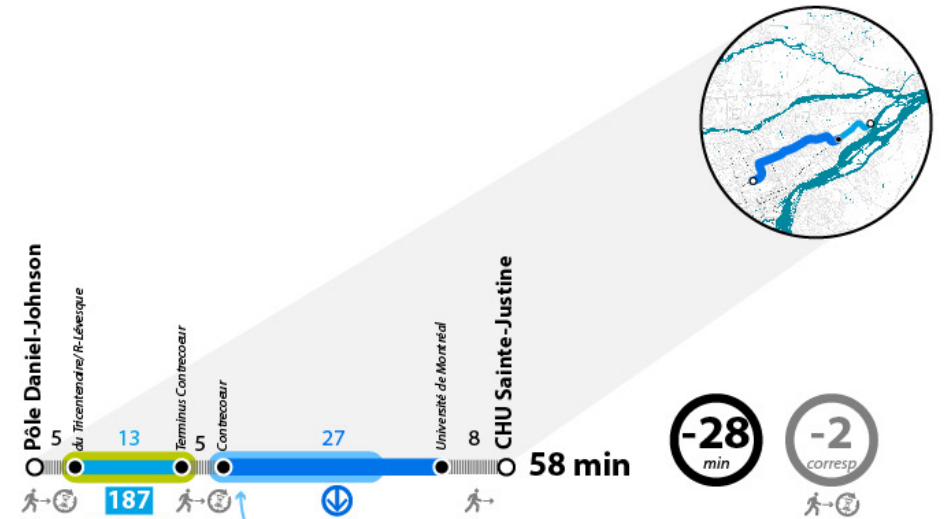 Pôle Daniel-Johnson
5
du Tricentenaire/ R-Lévesque
13
Terminus Contrecoeur
5
Contrecoeur
27
Université de Montréal
8
CHU Sainte-Justine
58 min
187
-28
min
-2
corresp